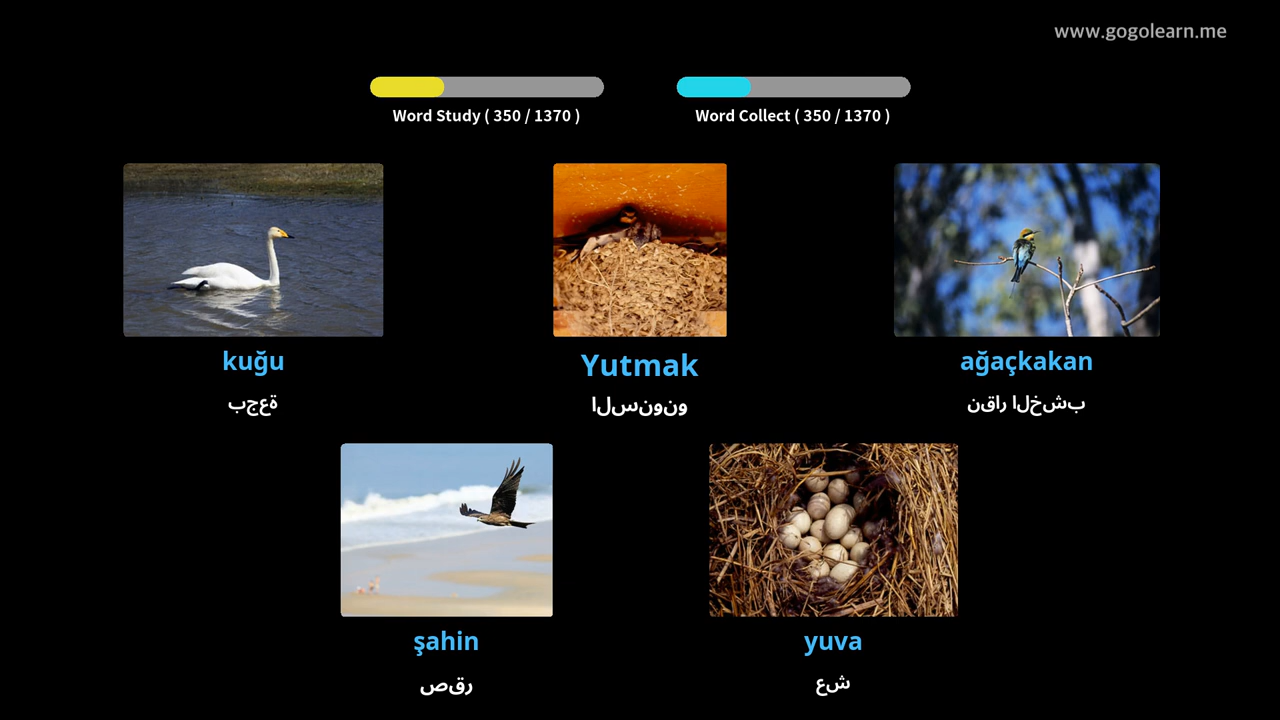 www.gogolearn.me
Word Study ( 350 / 1370 )
Word Collect ( 350 / 1370 )
kuğu
بجعة
Yutmak
السنونو
ağaçkakan
نقار الخشب
şahin
صقر
yuva
عش